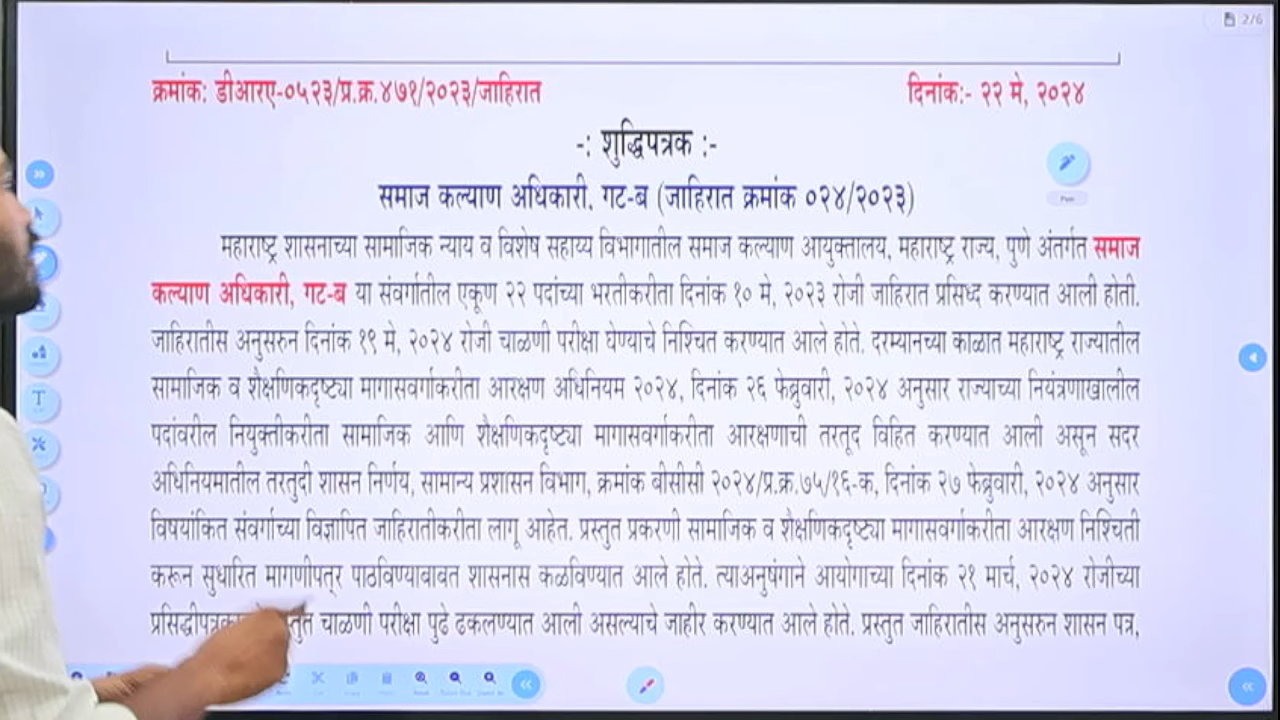 2/6
क्रमांक: डीआरए-०५२३/प्र.क्र.४७१/२०२३/जाहिरात दिनांक:- २२ मे, २०२४
-: शुद्धिपत्रक :-
समाज कल्याण अधिकारी, गट-ब (जाहिरात क्रमांक ०२४/२०२३)
महाराष्ट्र शासनाच्या सामाजिक न्याय व विशेष सहाय्य विभागातील समाज कल्याण आयुक्तालय, महाराष्ट्र राज्य, पुणे अंतर्गत समाज
कल्याण अधिकारी, गट-ब या संवर्गातील एकूण २२ पदांच्या भरतीकरीता दिनांक १० मे, २०२३ रोजी जाहिरात प्रसिध्द करण्यात आली होती.
जाहिरातीस अनुसरुन दिनांक १९ मे, २०२४ रोजी चाळणी परीक्षा घेण्याचे निश्चित करण्यात आले होते. दरम्यानच्या काळात महाराष्ट्र राज्यातील
सामाजिक व शैक्षणिकदृष्ट्या मागासवर्गाकरीता आरक्षण अधिनियम २०२४, दिनांक २६ फेब्रुवारी, २०२४ अनुसार राज्याच्या नियंत्रणाखालील
पदांवरील नियुक्तीकरीता सामाजिक आणि शैक्षणिकदृष्ट्या मागासवर्गाकरीता आरक्षणाची तरतूद विहित करण्यात आली असून सदर
अधिनियमातील तरतुदी शासन निर्णय, सामान्य प्रशासन विभाग, क्रमांक बीसीसी २०२४/प्र.क्र.७५/१६-क, दिनांक २७ फेब्रुवारी, २०२४ अनुसार
विषयांकित संवर्गाच्या विज्ञापित जाहिरातीकरीता लागू आहेत. प्रस्तुत प्रकरणी सामाजिक व शैक्षणिकदृष्ट्या मागासवर्गाकरीता आरक्षण निश्चिती
करून सुधारित मागणीपत्र पाठविण्याबाबत शासनास कळविण्यात आले होते. त्याअनुषंगाने आयोगाच्या दिनांक २१ मार्च, २०२४ रोजीच्या
चाळणी परीक्षा पुढे ढकलण्यात आली असल्याचे जाहीर करण्यात आले होते. प्रस्तुत जाहिरातीस अनुसरुन शासन पत्र,